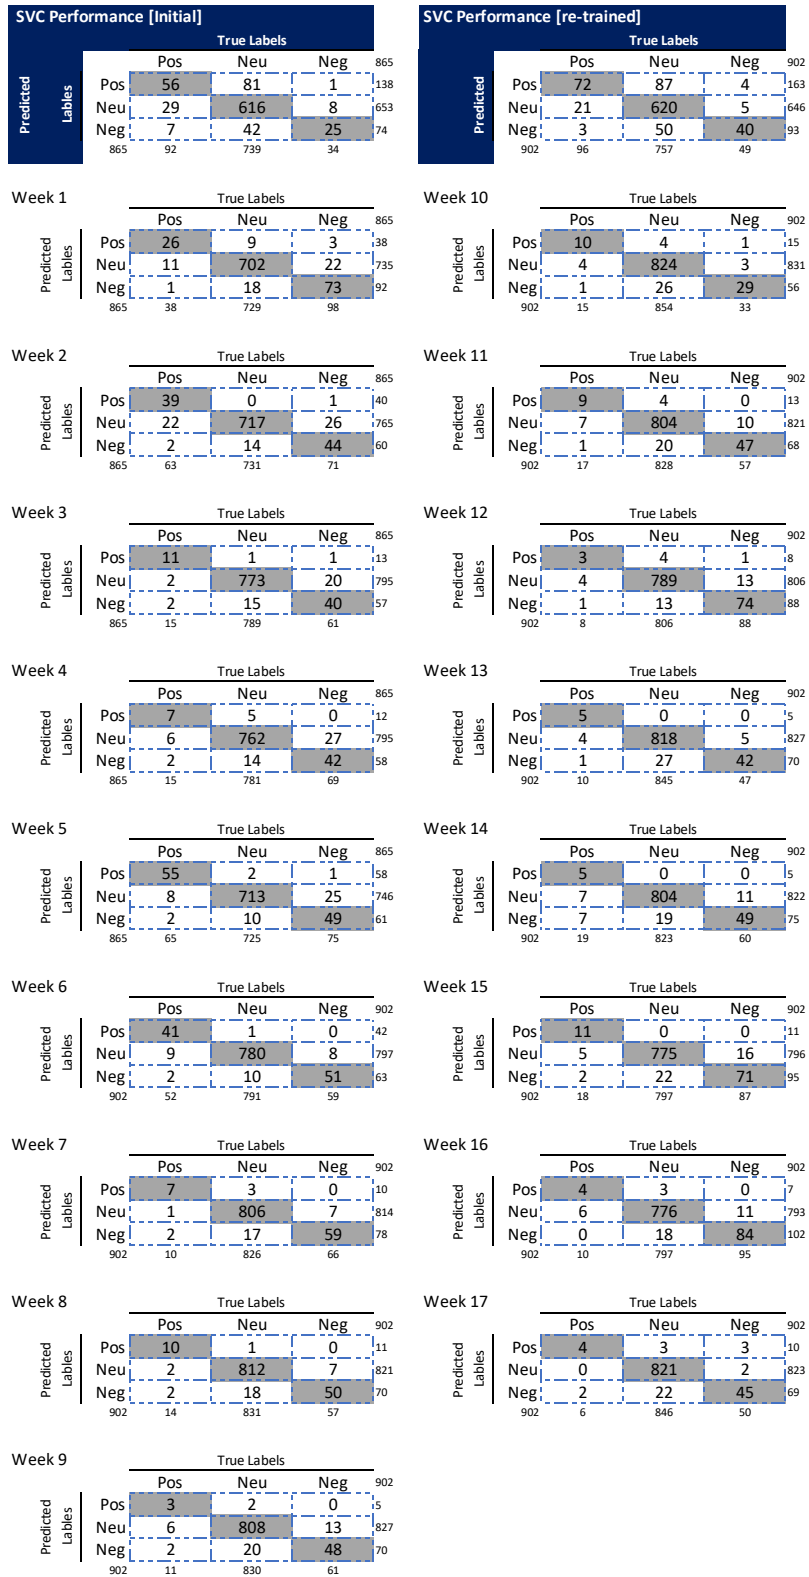 SVC Performance [Initial]
True Labels
Pos Neu Neg 865
Predicted Lables
Pos 56 81 1 138
Neu 29 616 8 653
Neg 7 42 25 74
865 92 739 34
SVC Performance [re-trained]
True Labels
Pos Neu Neg 902
Predicted
Pos 72 87 4 163
Neu 21 620 5 646
Neg 3 50 40 93
902 96 757 49
Week 1
True Labels
Pos Neu Neg 865
Predicted Lables
Pos 26 9 3 38
Neu 11 702 22 735
Neg 1 18 73 92
865 38 729 98
Week 10
True Labels
Pos Neu Neg 902
Predicted Lables
Pos 10 4 1 15
Neu 4 824 3 831
Neg 1 26 29 56
902 15 854 33
Week 2
True Labels
Pos Neu Neg 865
Predicted Lables
Pos 39 0 1 40
Neu 22 717 26 765
Neg 2 14 44 60
865 63 731 71
Week 11
True Labels
Pos Neu Neg 902
Predicted Lables
Pos 9 4 0 13
Neu 7 804 10 821
Neg 1 20 47 68
902 17 828 57
Week 3
True Labels
Pos Neu Neg 865
Predicted Lables
Pos 11 1 1 13
Neu 2 773 20 795
Neg 2 15 40 57
865 15 789 61
Week 12
True Labels
Pos Neu Neg 902
Predicted Lables
Pos 3 4 1 8
Neu 4 789 13 806
Neg 1 13 74 88
902 8 806 88
Week 4
True Labels
Pos Neu Neg 865
Predicted Lables
Pos 7 5 0 12
Neu 6 762 27 795
Neg 2 14 42 58
865 15 781 69
Week 13
True Labels
Pos Neu Neg 902
Predicted Lables
Pos 5 0 0 5
Neu 4 818 5 827
Neg 1 27 42 70
902 10 845 47
Week 5
True Labels
Pos Neu Neg 865
Predicted Lables
Pos 55 2 1 58
Neu 8 713 25 746
Neg 2 10 49 61
865 65 725 75
Week 14
True Labels
Pos Neu Neg 902
Predicted Lables
Pos 5 0 0 5
Neu 7 804 11 822
Neg 7 19 49 75
902 19 823 60
Week 6
True Labels
Pos Neu Neg 902
Predicted Lables
Pos 41 1 0 42
Neu 9 780 8 797
Neg 2 10 51 63
902 52 791 59
Week 15
True Labels
Pos Neu Neg 902
Predicted Lables
Pos 11 0 0 11
Neu 5 775 16 796
Neg 2 22 71 95
902 18 797 87
Week 7
True Labels
Pos Neu Neg 902
Predicted Lables
Pos 7 3 0 10
Neu 1 806 7 814
Neg 2 17 59 78
902 10 826 66
Week 16
True Labels
Pos Neu Neg 902
Predicted Lables
Pos 4 3 0 7
Neu 6 776 11 793
Neg 0 18 84 102
902 10 797 95
Week 8
True Labels
Pos Neu Neg 902
Predicted Lables
Pos 10 1 0 11
Neu 2 812 7 821
Neg 2 18 50 70
902 14 831 57
Week 17
True Labels
Pos Neu Neg 902
Predicted Lables
Pos 4 3 3 10
Neu 0 821 2 823
Neg 2 22 45 69
902 6 846 50
Week 9
True Labels
Pos Neu Neg 902
Predicted Lables
Pos 3 2 0 5
Neu 6 808 13 827
Neg 2 20 48 70
902 11 830 61